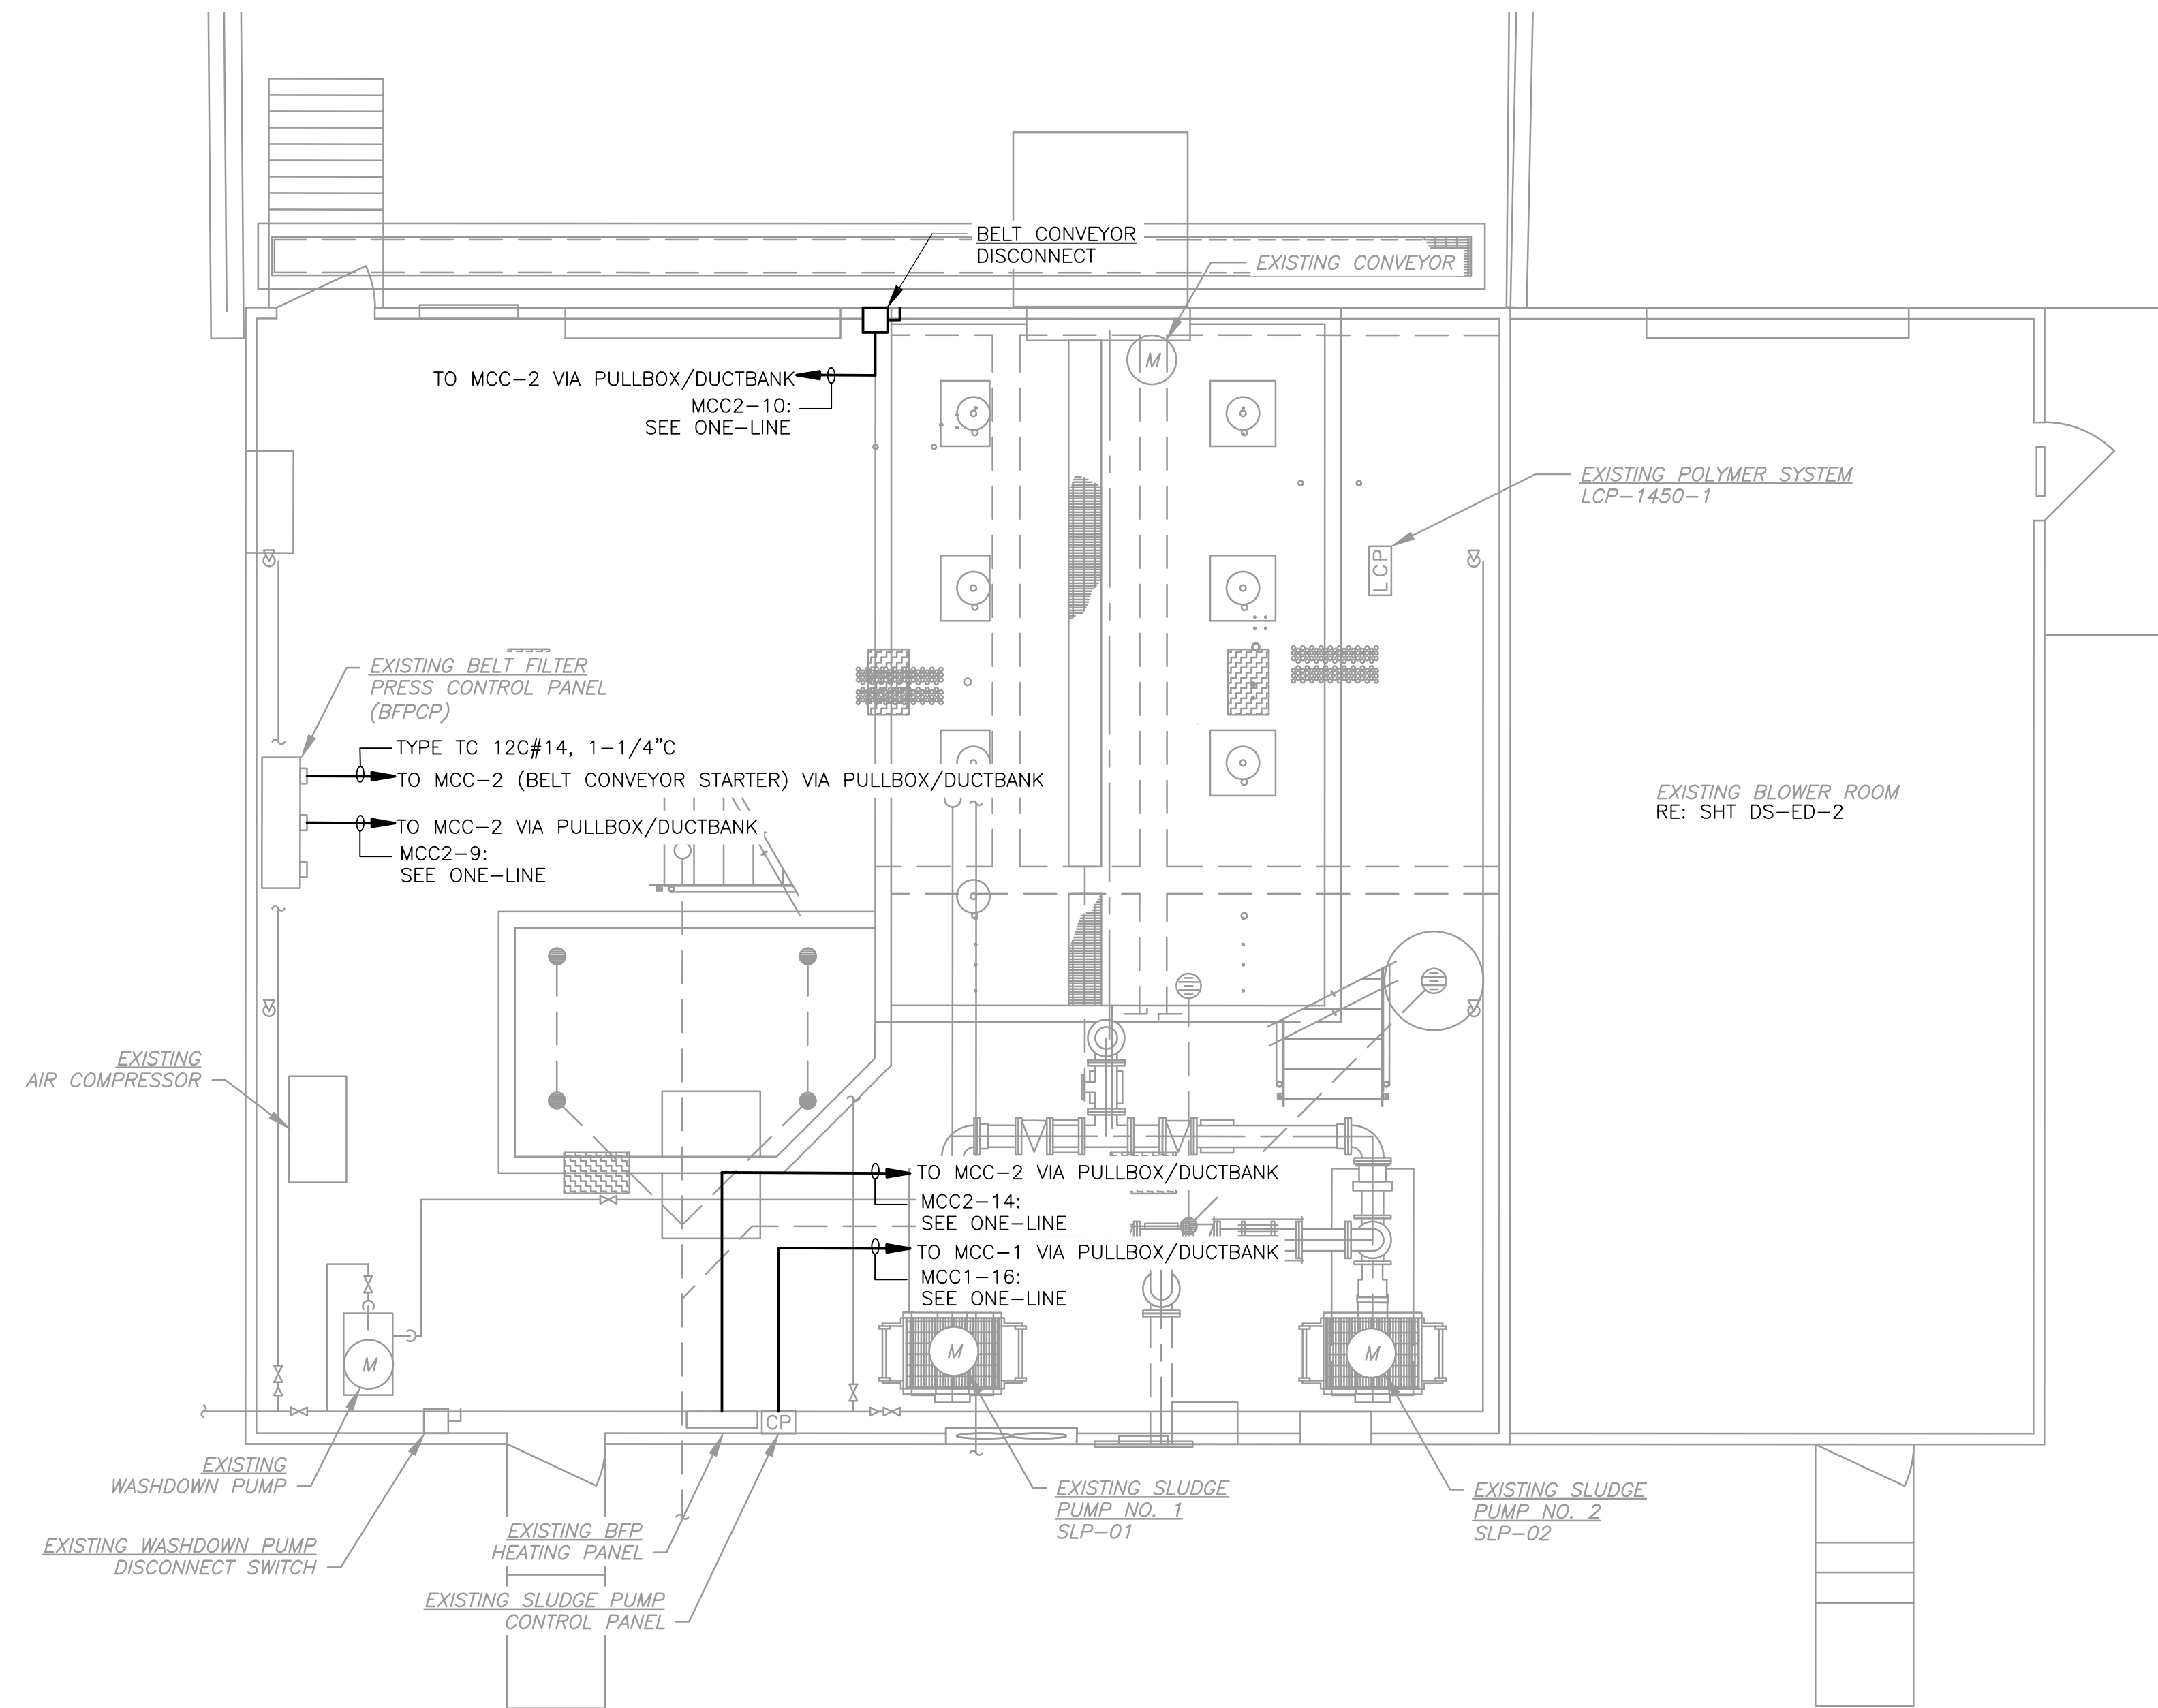 BELT CONVEYOR
DISCONNECT
EXISTING CONVEYOR
M
TO MCC-2 VIA PULLBOX/DUCTBANK
MCC2-10:
SEE ONE-LINE
EXISTING POLYMER SYSTEM
LCP-1450-1
LCP
EXISTING BELT FILTER
PRESS CONTROL PANEL
(BFPCP)
TYPE TC 12C#14, 1-1/4"C
TO MCC-2 (BELT CONVEYOR STARTER) VIA PULLBOX/DUCTBANK
TO MCC-2 VIA PULLBOX/DUCTBANK
MCC2-9:
SEE ONE-LINE
EXISTING BLOWER ROOM
RE: SHT DS-ED-2
EXISTING
AIR COMPRESSOR
TO MCC-2 VIA PULLBOX/DUCTBANK
MCC2-14:
SEE ONE-LINE
TO MCC-1 VIA PULLBOX/DUCTBANK
MCC1-16:
SEE ONE-LINE
M
M
M
CP
EXISTING
WASHDOWN PUMP
EXISTING WASHDOWN PUMP
DISCONNECT SWITCH
EXISTING BFP
HEATING PANEL
EXISTING SLUDGE PUMP
CONTROL PANEL
EXISTING SLUDGE
PUMP NO. 1
SLP-01
EXISTING SLUDGE
PUMP NO. 2
SLP-02